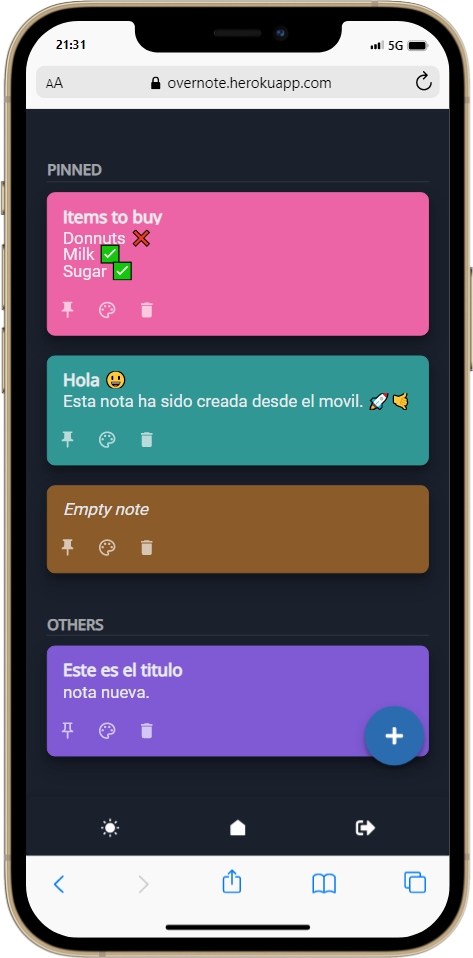 21:31
5G
AA
overnote.herokuapp.com
PINNED
Items to buy
Donnuts ❌
Milk ✅
Sugar ✅
Hola 😃
Esta nota ha sido creada desde el movil. 🚀🤙
Empty note
OTHERS
Este es el titulo
nota nueva.